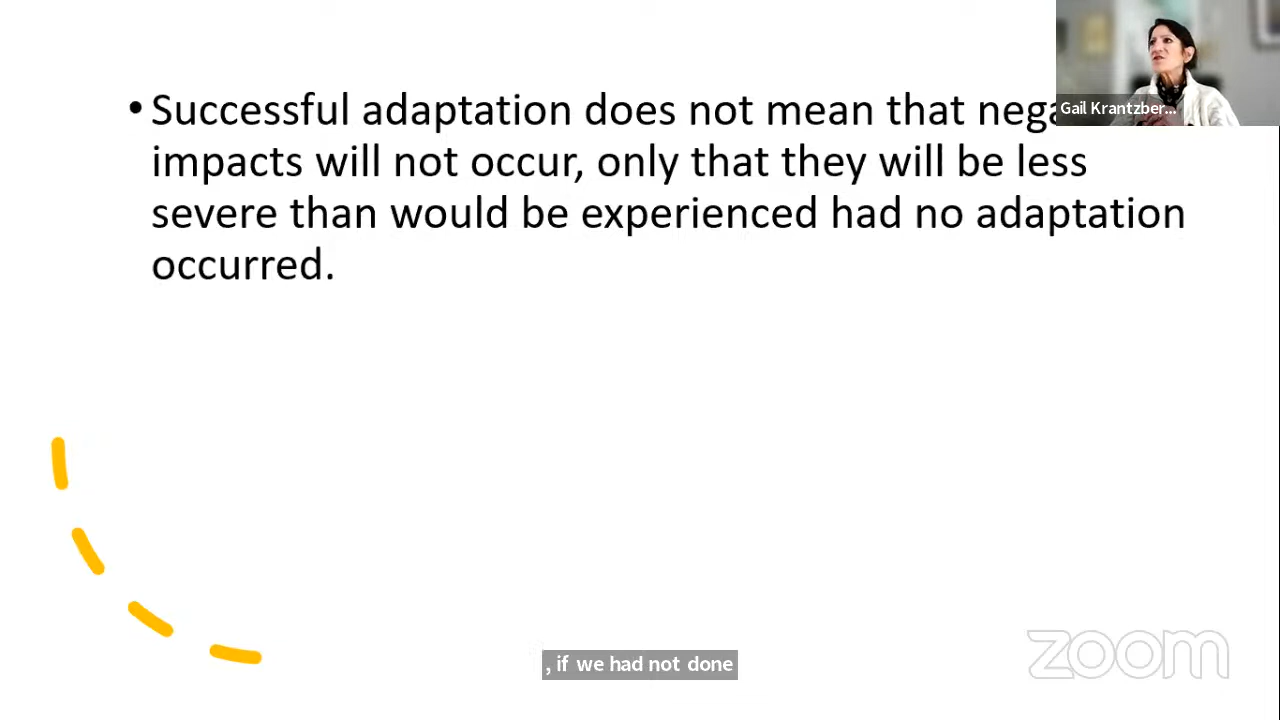 • Successful adaptation does not mean that
impacts will not occur, only that they will be less
severe than would be experienced had no adaptation
occurred.
Gail Krantzber...
, if we had not done
zoom